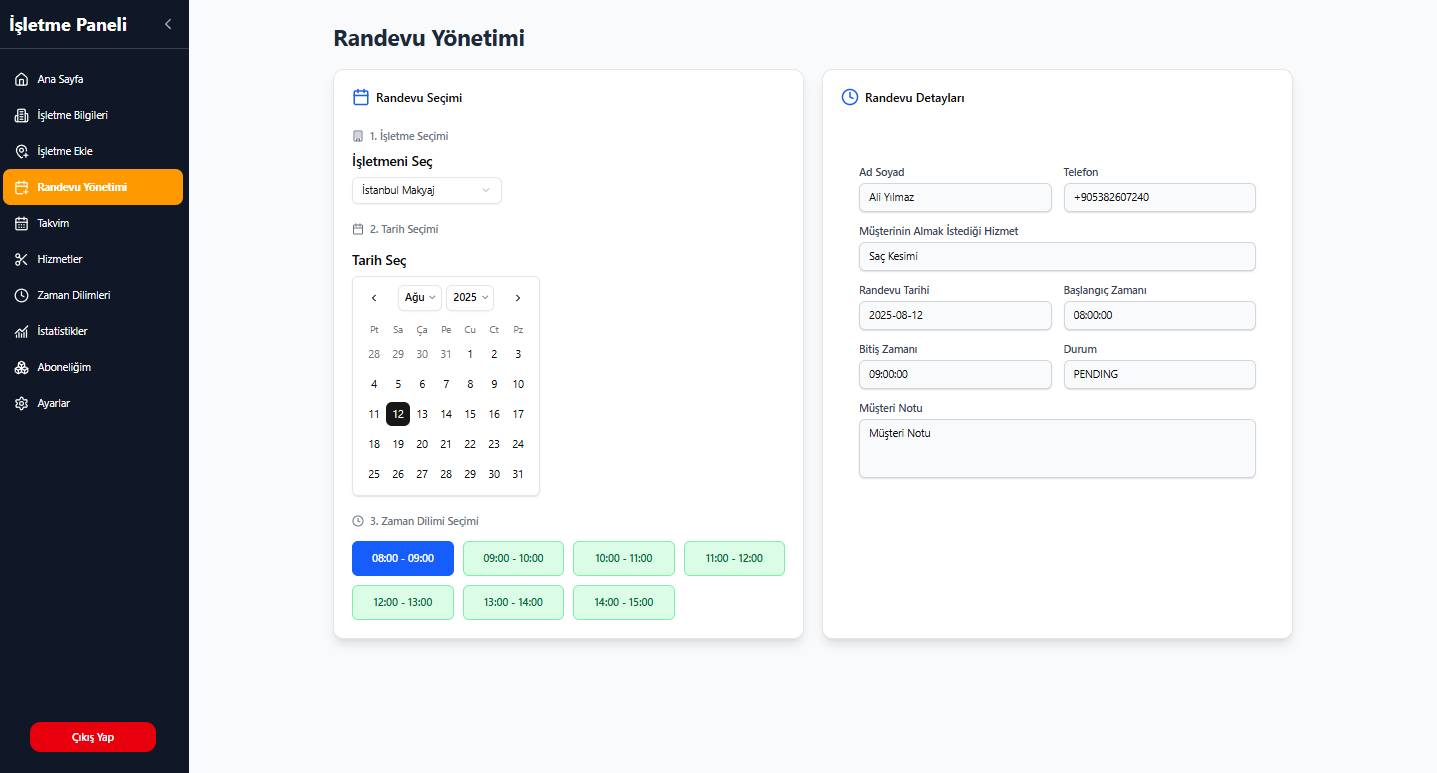 İşletme Paneli
Ana Sayfa
İşletme Bilgileri
İşletme Ekle
Randevu Yönetimi
Takvim
Hizmetler
Zaman Dilimleri
İstatistikler
Aboneliğim
Ayarlar
Çıkış Yap
Randevu Yönetimi
Randevu Seçimi
1. İşletme Seçimi
İşletmeni Seç
İstanbul Makyaj
2. Tarih Seçimi
Tarih Seç
Ağu 2025
Pt Sa Ça Pe Cu Ct Pz
28 29 30 31 1 2 3
4 5 6 7 8 9 10
11 12 13 14 15 16 17
18 19 20 21 22 23 24
25 26 27 28 29 30 31
3. Zaman Dilimi Seçimi
08:00 - 09:00 09:00 - 10:00 10:00 - 11:00 11:00 - 12:00
12:00 - 13:00 13:00 - 14:00 14:00 - 15:00
Randevu Detayları
Ad Soyad Telefon
Ali Yılmaz +905382607240
Müşterinin Almak İstediği Hizmet
Saç Kesimi
Randevu Tarihi Başlangıç Zamanı
2025-08-12 08:00:00
Bitiş Zamanı Durum
09:00:00 PENDING
Müşteri Notu
Müşteri Notu